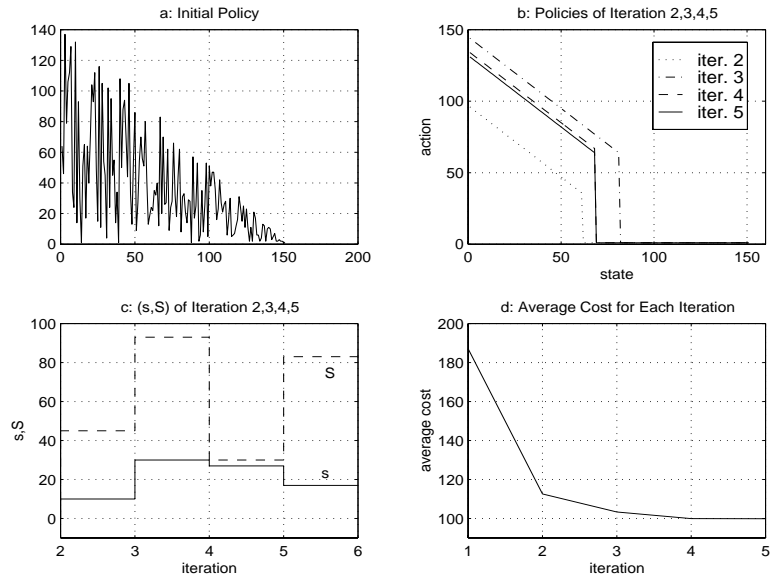 a: Initial Policy
140
120
100
80
60
40
20
0
0 50 100 150 200
b: Policies of Iteration 2,3,4,5
150
100
50
0
action
iter. 2
iter. 3
iter. 4
iter. 5
0 50 100 150
state
c: (s,S) of Iteration 2,3,4,5
100
80
60
40
20
0
s,S
S
s
2 3 4 5 6
iteration
d: Average Cost for Each Iteration
200
180
160
140
120
100
average cost
1 2 3 4 5
iteration